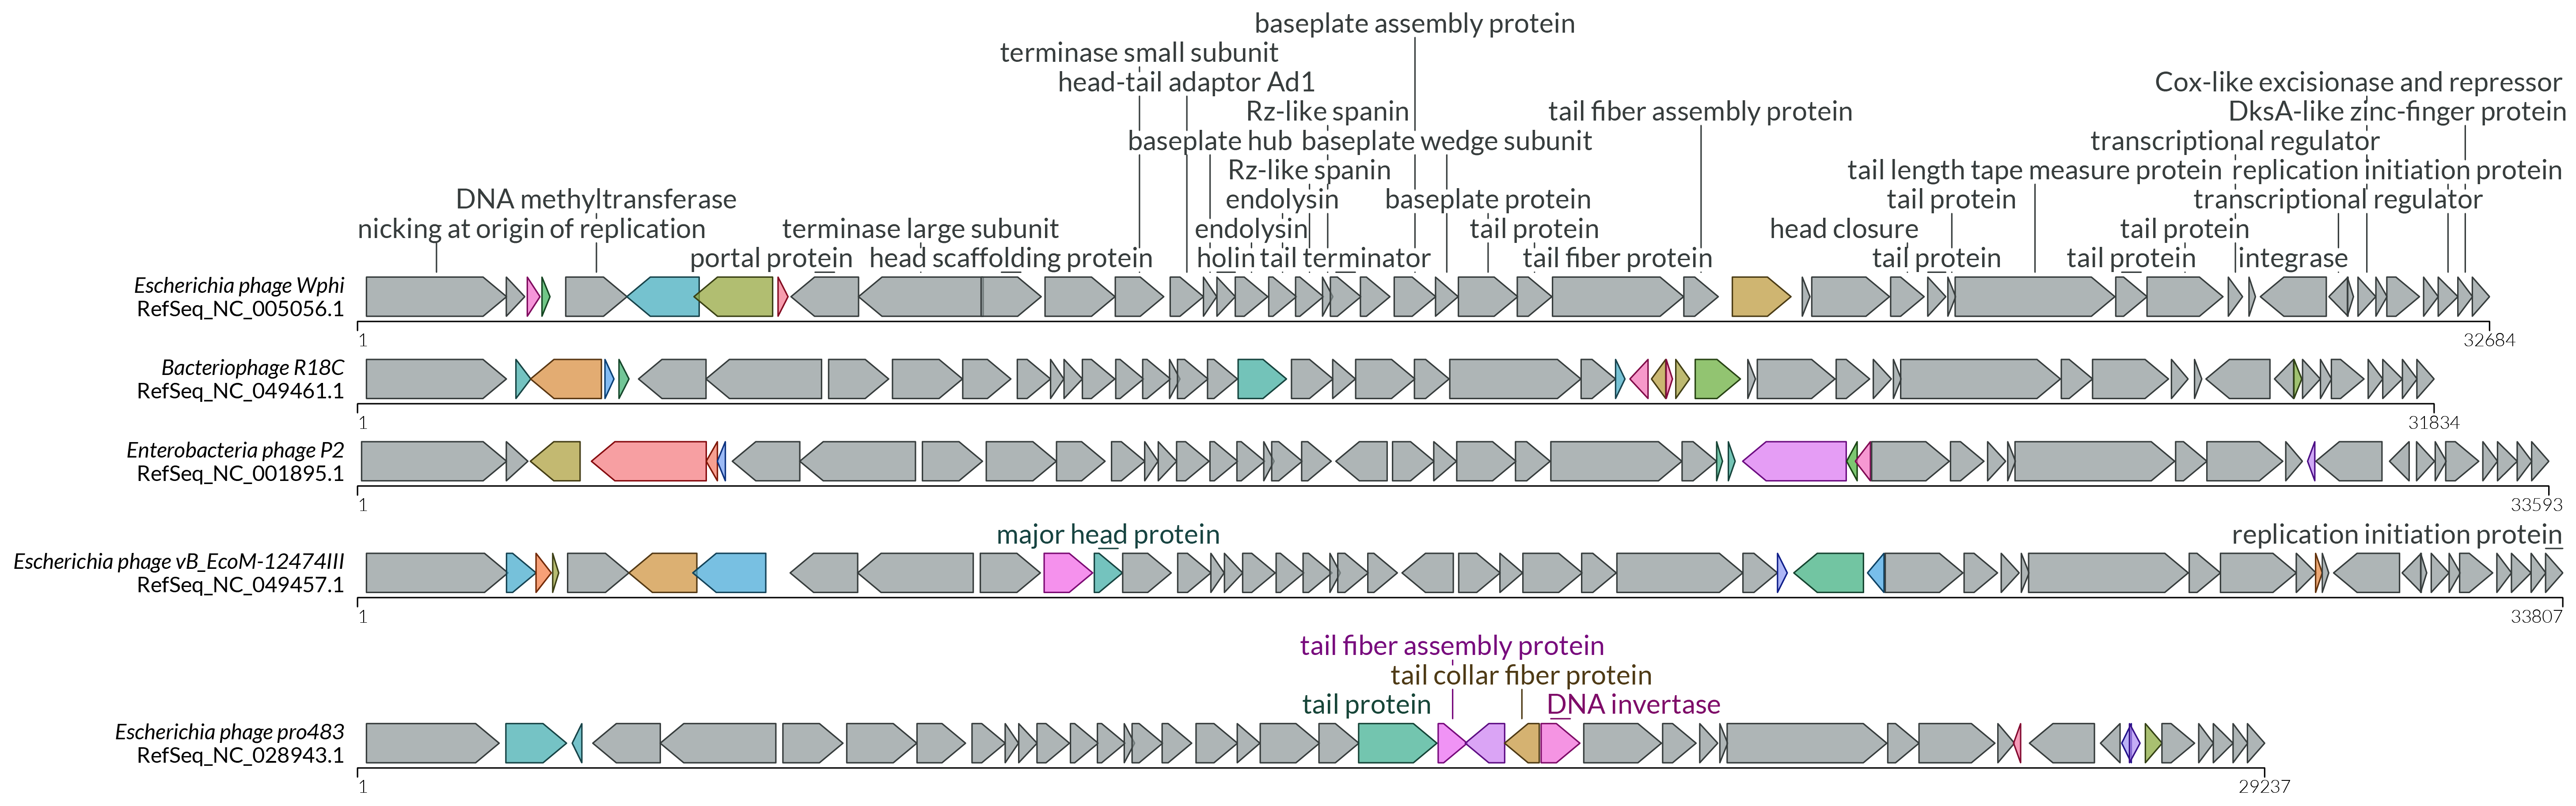 baseplate assembly protein
terminase small subunit
head-tail adaptor Ad1
Cox-like excisionase and repressor
Rz-like spanin
tail fiber assembly protein
DksA-like zinc-finger protein
baseplate hub
baseplate wedge subunit
transcriptional regulator
Rz-like spanin
tail length tape measure protein
replication initiation protein
DNA methyltransferase
endolysin
baseplate protein
tail protein
transcriptional regulator
nicking at origin of replication
terminase large subunit
endolysin
tail protein
head closure
tail protein
portal protein
head scaffolding protein
holin
tail terminator
tail fiber protein
tail protein
tail protein
integrase
Escherichia phage Wphi
RefSeq_NC_005056.1
1
32684
Bacteriophage R18C
RefSeq_NC_049461.1
1
31834
Enterobacteria phage P2
RefSeq_NC_001895.1
1
33593
major head protein
replication initiation protein
Escherichia phage vB_EcoM-12474III
RefSeq_NC_049457.1
1
33807
tail fiber assembly protein
tail collar fiber protein
tail protein
DNA invertase
Escherichia phage pro483
RefSeq_NC_028943.1
1
29237